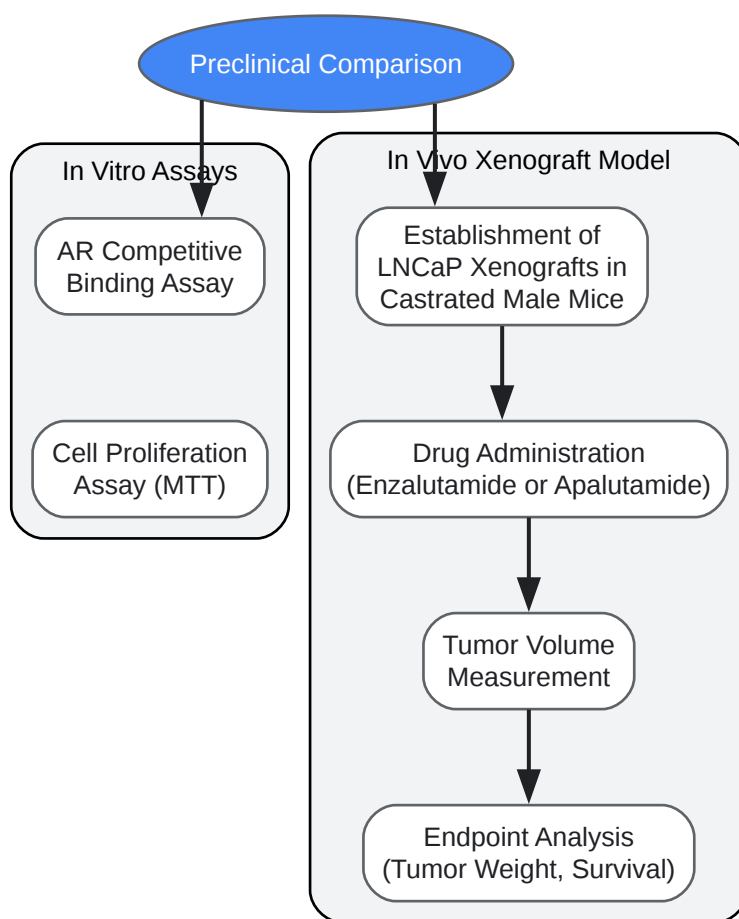 Preclinical Comparison
In Vitro Assays
AR Competitive
Binding Assay
Cell Proliferation
Assay (MTT)
In Vivo Xenograft Model
Establishment of
LNCaP Xenografts in
Castrated Male Mice
Drug Administration
(Enzalutamide or Apalutamide)
Tumor Volume
Measurement
Endpoint Analysis
(Tumor Weight, Survival)